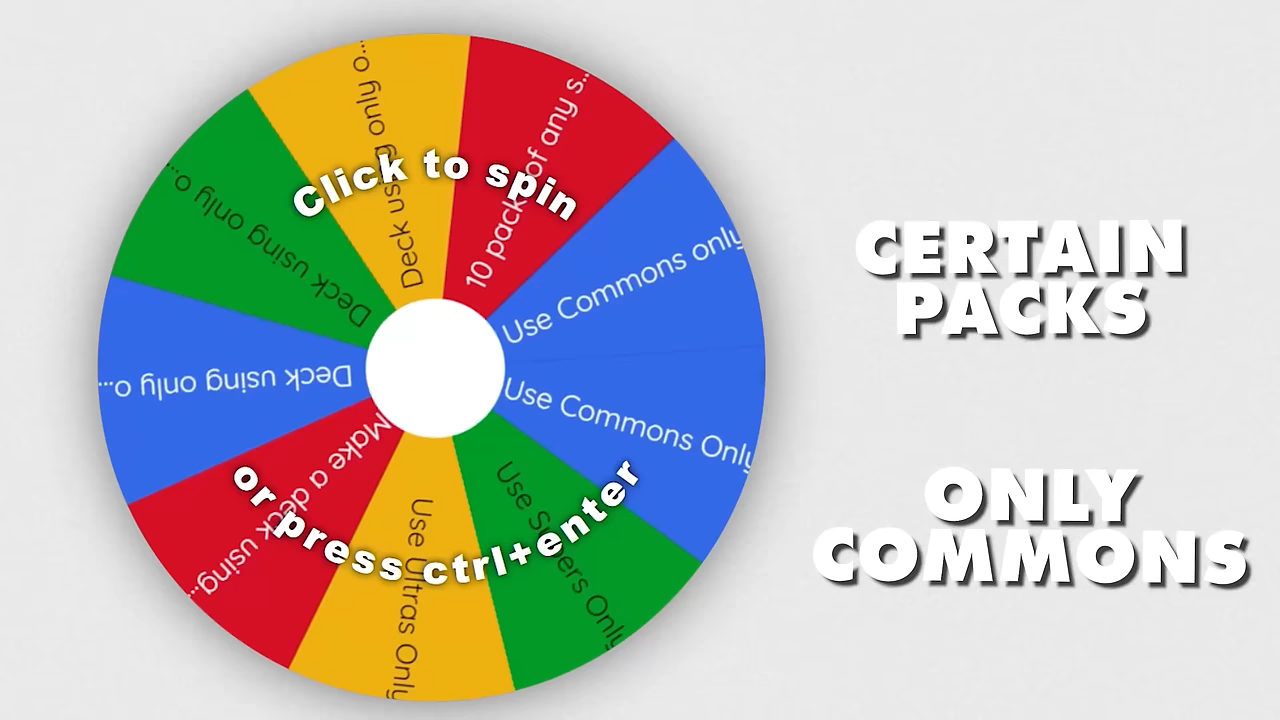 Click to spin
or press ctrl+enter
Deck using only o...
10 packs of any s...
Use Commons only
Use Commons Only
Use Supers Only
Use Ultras Only
Make a deck using...
Deck using only o...
Deck using only o...
CERTAIN
PACKS
ONLY
COMMONS